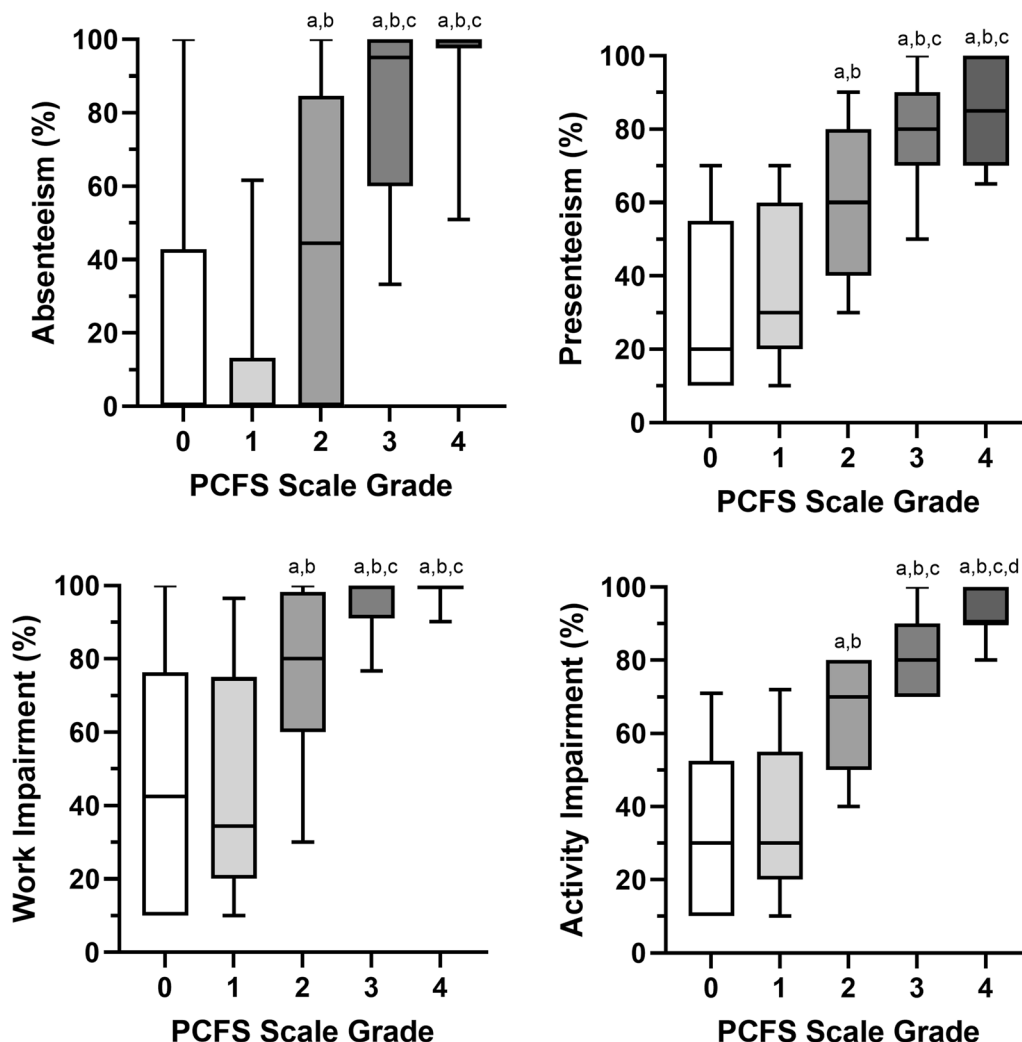 a,b a,b,c a,b,c
100
80
60
40
20
0
Absenteeism (%)
0 1 2 3 4
PCFS Scale Grade
a,b a,b,c a,b,c
100
80
60
40
20
0
Presenteeism (%)
0 1 2 3 4
PCFS Scale Grade
a,b a,b,c a,b,c
100
80
60
40
20
0
Work Impairment (%)
0 1 2 3 4
PCFS Scale Grade
a,b a,b,c a,b,c,d
100
80
60
40
20
0
Activity Impairment (%)
0 1 2 3 4
PCFS Scale Grade